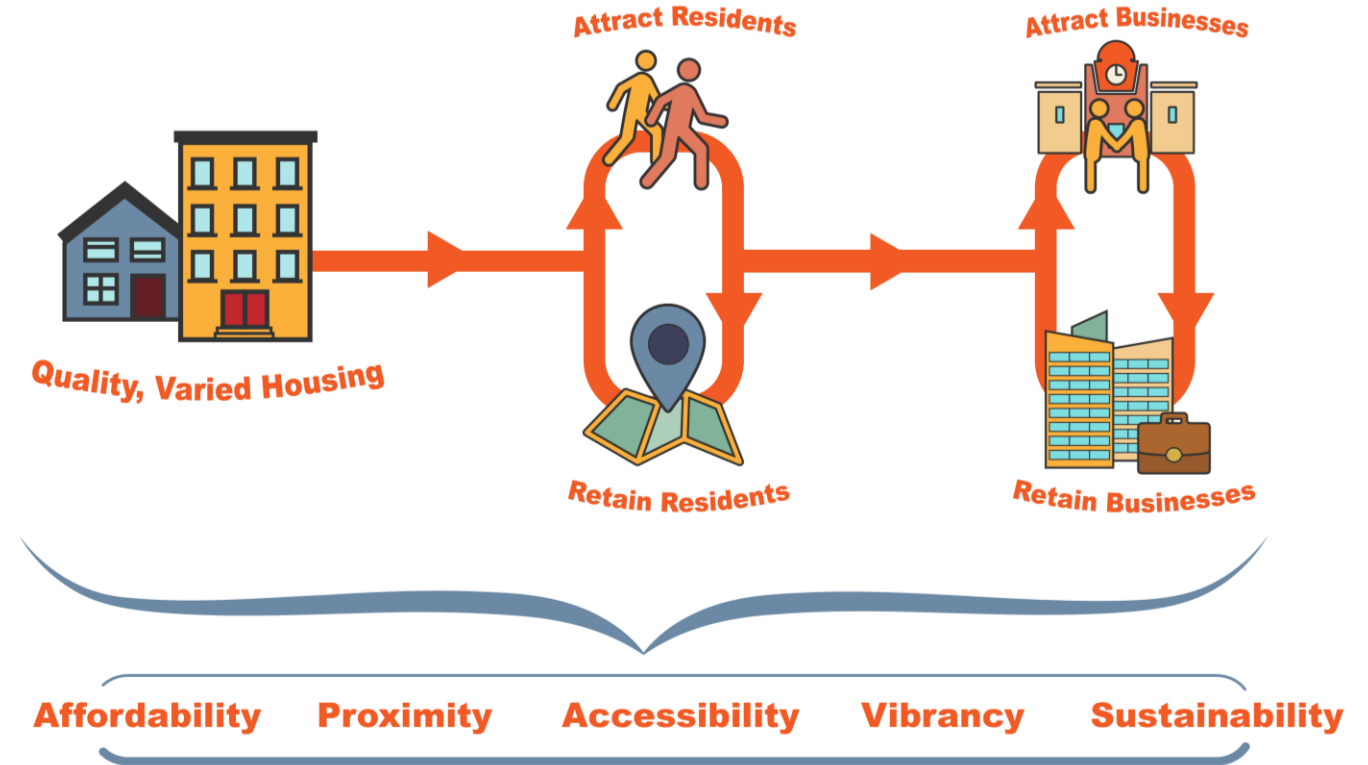 Attract Residents
Attract Businesses
Quality, Varied Housing
Retain Residents
Retain Businesses
Affordability Proximity Accessibility Vibrancy Sustainability